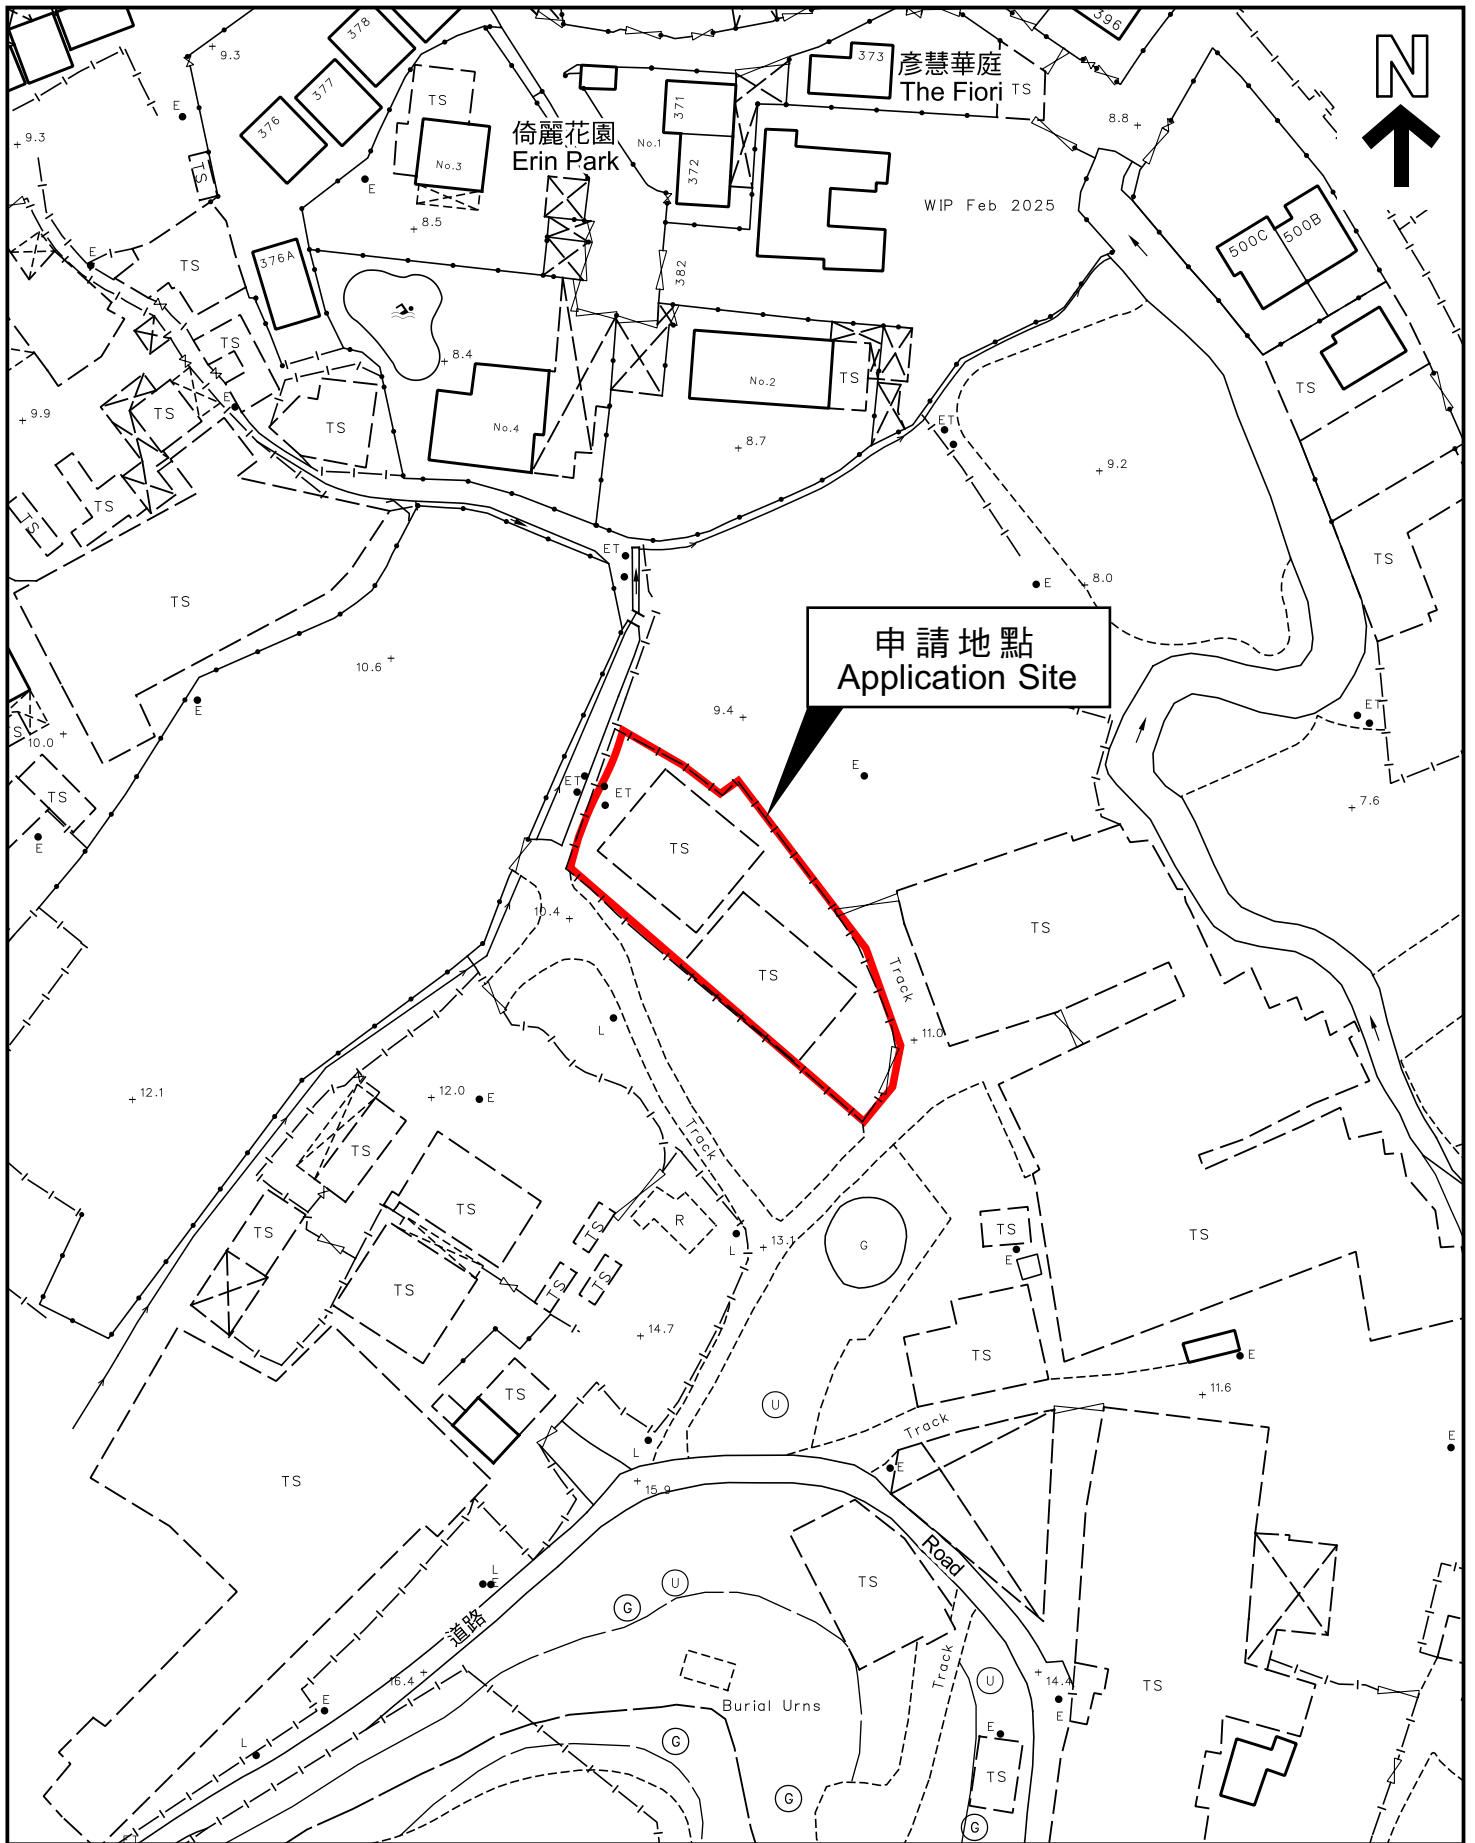 378
396
9.3
373
彥慧華庭
N
377
The Fiori
TS
TS
E
371
8.8
376
倚麗花園
No.1
9.3
Erin Park
No.3
372
TS
E
WIP Feb 2025
8.5
500C
500B
E
376A
TS
382
TS
8.4
No.2
TS
TS
9.9
TS
TS
No.4
ET
8.7
9.2
TS
TS
ET
TS
E
8.0
TS
申請地點
10.6
Application Site
E
9.4
ET
S
10.0
E
TS
ET
ET
7.6
E
TS
10.4
TS
TS
Track
L
11.0
12.1
12.0
E
Track
TS
TS
R
TS
TS
TS
TS
L
13.1
G
E
TS
TS
TS
TS
14.7
TS
E
TS
11.6
U
Track
L
E
E
TS
15.9
Road
TS
L
E
U
G
道路
16.4
Track
U
14.4
TS
E
Burial Urns
E
E
L
G
TS
G
G